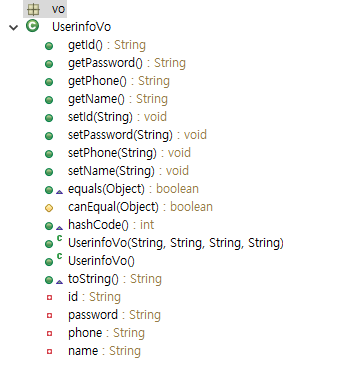 vo
UserinfoVo
getId() : String
getPassword() : String
getPhone() : String
getName() : String
setId(String) : void
setPassword(String) : void
setPhone(String) : void
setName(String) : void
equals(Object) : boolean
canEqual(Object) : boolean
hashCode() : int
UserinfoVo(String, String, String, String)
UserinfoVo()
toString() : String
id : String
password : String
phone : String
name : String